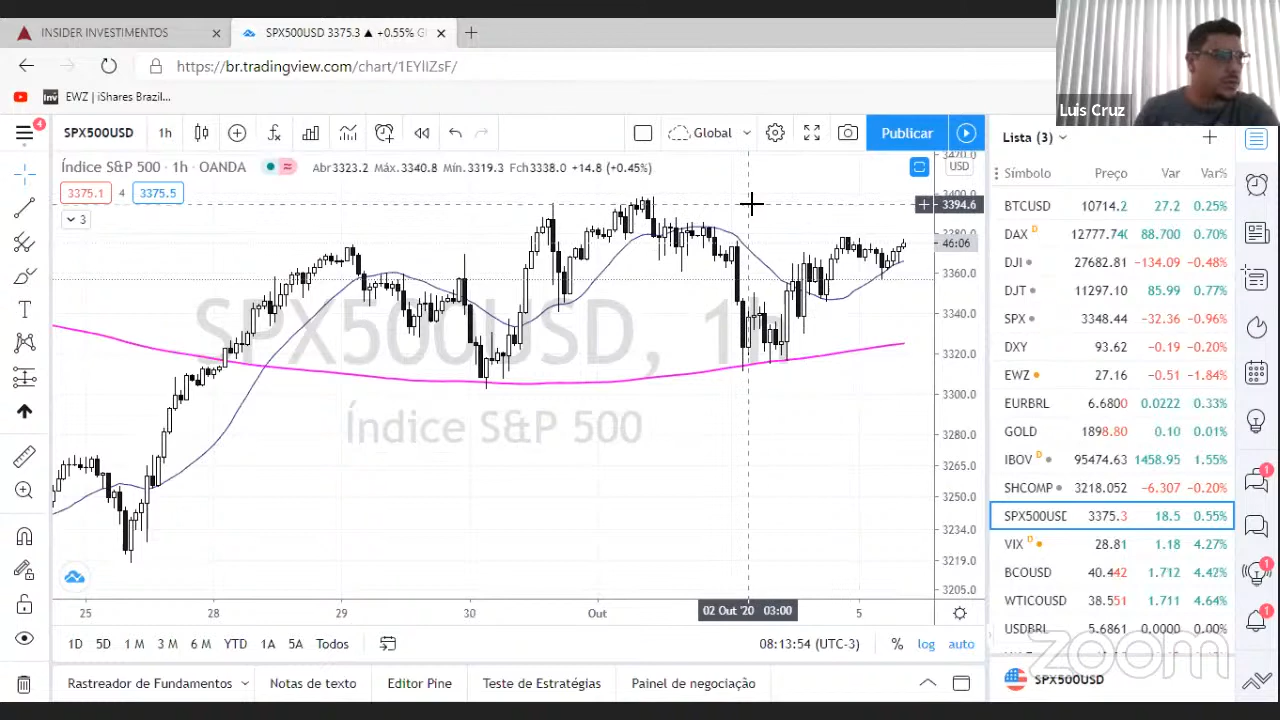 INSIDER INVESTIMENTOS
SPX500USD 3375.3 ▲ +0.55%
https://br.tradingview.com/chart/1EYlIZsF/
EWZ | iShares Brazil...
Luis Cruz
4
SPX500USD 1h Global Publicar
Lista (3)
Índice S&P 500 · 1h · OANDA Abr3323.2 Máx.3340.8 Mín.3319.3 Fch3338.0 +14.8 (+0.45%)
USD
3375.1 4 3375.5
3
3400.0
3394.6
46:06
3360.0
3340.0
3320.0
3300.0
3280.0
3265.0
3250.0
3234.0
3219.0
3205.0
SPX500USD, 1h
Índice S&P 500
25 28 29 30 Out 02 Out '20 03:00 5
1D 5D 1 M 3 M 6 M YTD 1A 5A Todos 08:13:54 (UTC-3) % log auto
Rastreador de Fundamentos Notas de texto Editor Pine Teste de Estratégias Painel de negociação
Símbolo Preço Var Var%
BTCUSD 10714.2 27.2 0.25%
DAX D 12777.740 88.700 0.70%
DJI 27682.81 −134.09 −0.48%
DJT 11297.10 85.99 0.77%
SPX 3348.44 −32.36 −0.96%
DXY 93.62 −0.19 −0.20%
EWZ 27.16 −0.51 −1.84%
EURBRL 6.6800 0.0222 0.33%
GOLD 1898.80 0.10 0.01%
IBOV D 95474.63 1458.95 1.55%
SHCOMP 3218.052 −6.307 −0.20%
SPX500USD 3375.3 18.5 0.55%
VIX D 28.81 1.18 4.27%
BCOUSD 40.442 1.712 4.42%
WTICOUSD 38.551 1.711 4.64%
USDBRL 5.6861 0.0000 0.00%
zoom
SPX500USD
1
1
1